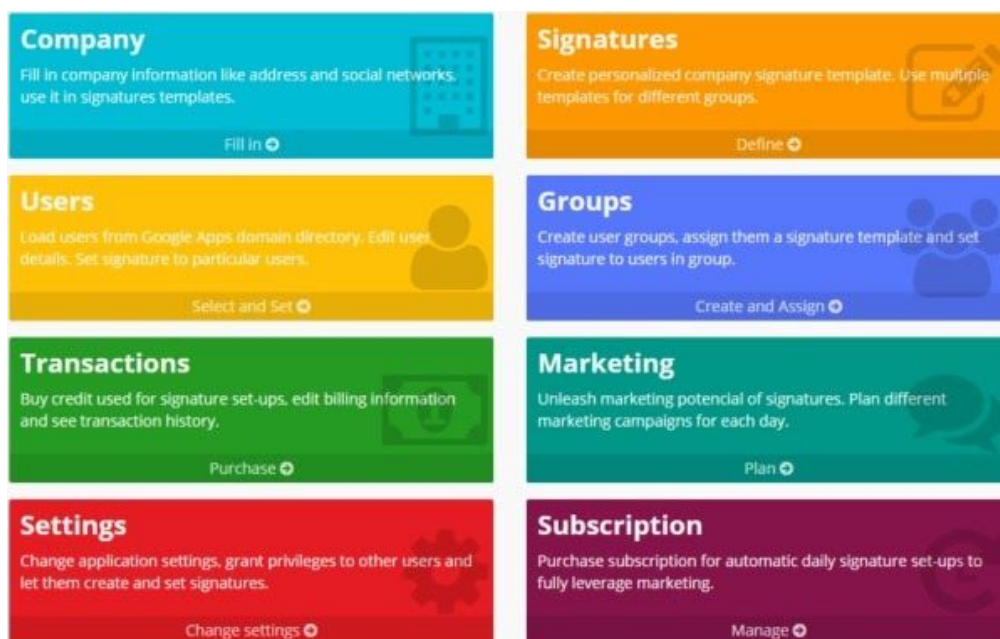 Company
Fill in company information like address and social networks.
use it in signatures templates.
Fill in
Signatures
Create personalized company signature template. Use multiple
templates for different groups.
Define
Users
Load users from Google Apps domain directory. Edit user
details. Set signature to particular users.
Select and Set
Groups
Create user groups, assign them a signature template and set
signature to users in group.
Create and Assign
Transactions
Buy credit used for signature set-ups, edit billing information
and see transaction history.
Purchase
Marketing
Unleash marketing potencial of signatures. Plan different
marketing campaigns for each day.
Plan
Settings
Change application settings, grant privileges to other users and
let them create and set signatures.
Change settings
Subscription
Purchase subscription for automatic daily signature set-ups to
fully leverage marketing.
Manage